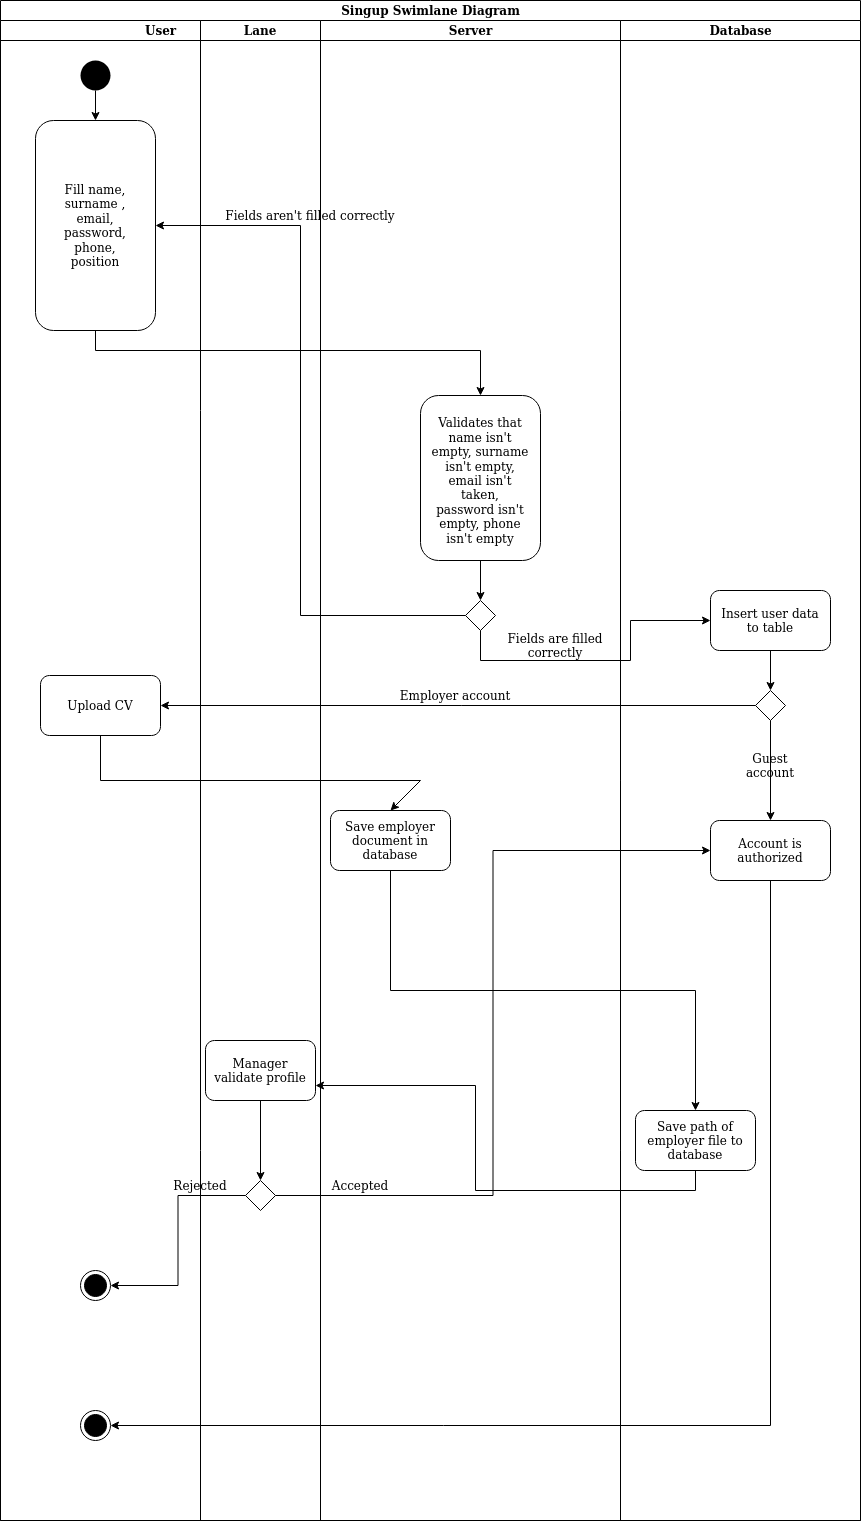 Singup Swimlane Diagram
User
Lane
Server
Database
Fill name,
surname ,
email,
password,
phone,
position
Fields aren't filled correctly
Validates that
name isn't
empty, surname
isn't empty,
email isn't
taken,
password isn't
empty, phone
isn't empty
Fields are filled
correctly
Insert user data
to table
Employer account
Upload CV
Guest
account
Save employer
document in
database
Account is
authorized
Manager
validate profile
Save path of
employer file to
database
Rejected
Accepted